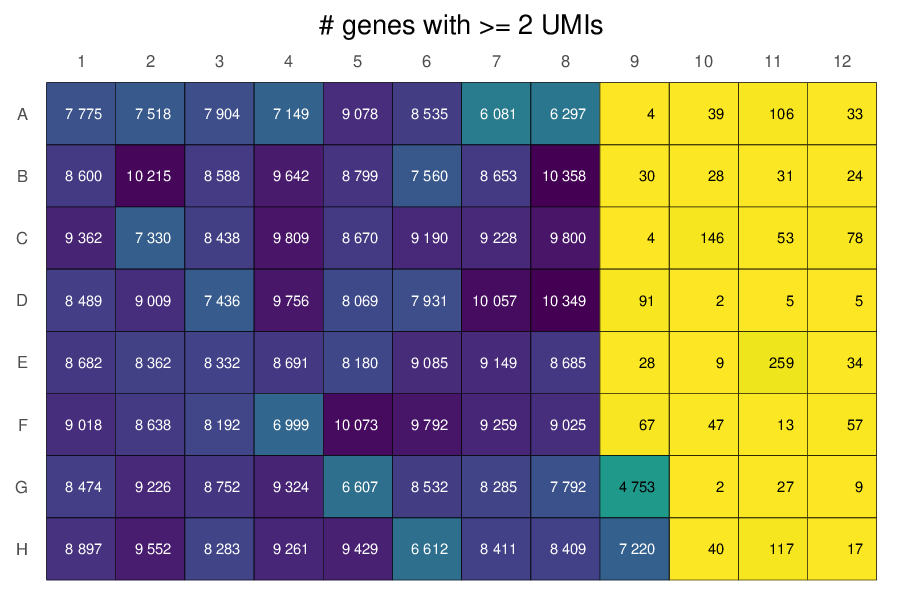 # genes with >= 2 UMIs
1 2 3 4 5 6 7 8 9 10 11 12
A 7 775 7 518 7 904 7 149 9 078 8 535 6 081 6 297 4 39 106 33
B 8 600 10 215 8 588 9 642 8 799 7 560 8 653 10 358 30 28 31 24
C 9 362 7 330 8 438 9 809 8 670 9 190 9 228 9 800 4 146 53 78
D 8 489 9 009 7 436 9 756 8 069 7 931 10 057 10 349 91 2 5 5
E 8 682 8 362 8 332 8 691 8 180 9 085 9 149 8 685 28 9 259 34
F 9 018 8 638 8 192 6 999 10 073 9 792 9 259 9 025 67 47 13 57
G 8 474 9 226 8 752 9 324 6 607 8 532 8 285 7 792 4 753 2 27 9
H 8 897 9 552 8 283 9 261 9 429 6 612 8 411 8 409 7 220 40 117 17